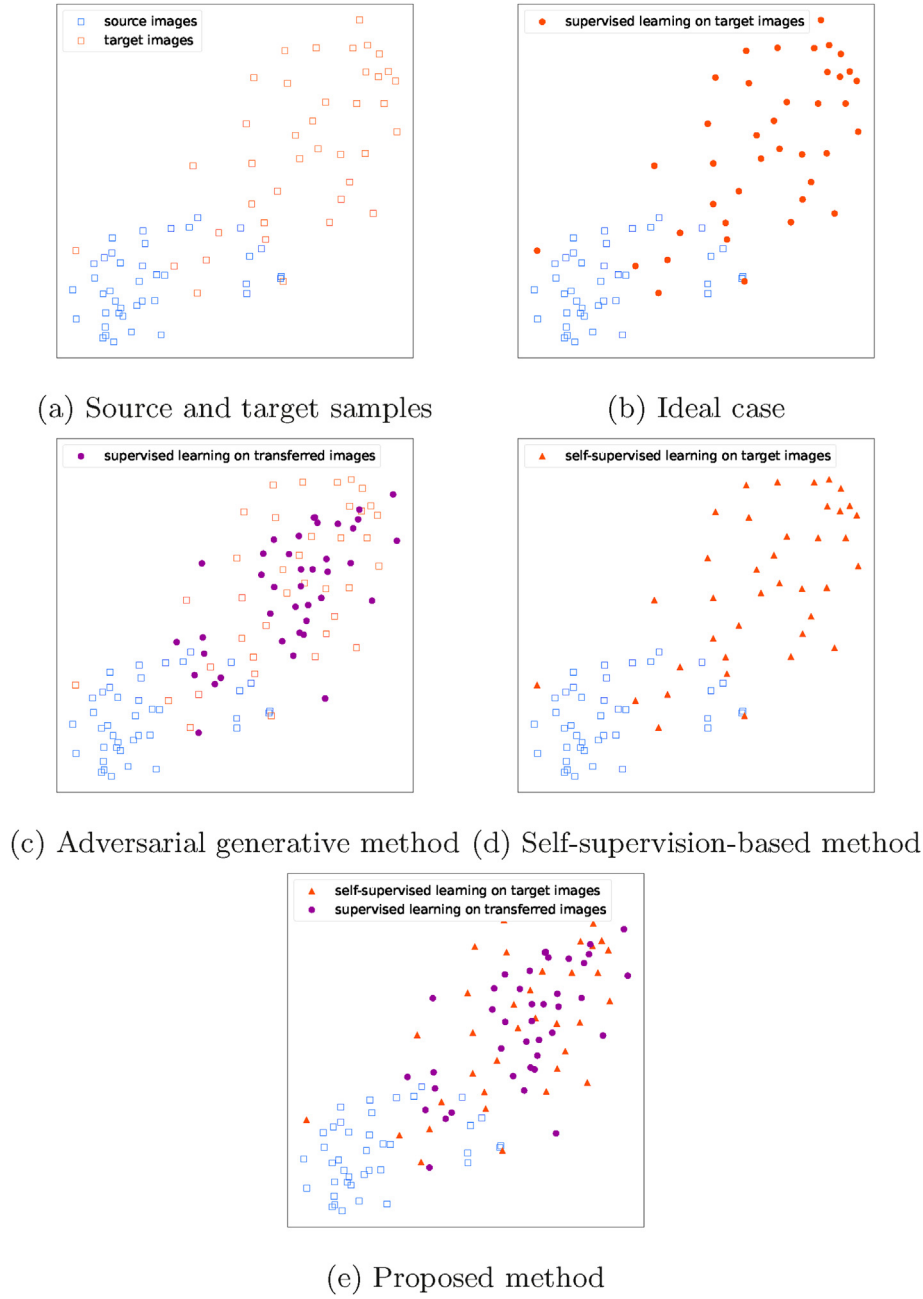 source images
target images
supervised learning on target images
(a) Source and target samples
(b) Ideal case
supervised learning on transferred images
self-supervised learning on target images
(c) Adversarial generative method
(d) Self-supervision-based method
self-supervised learning on target images
supervised learning on transferred images
(e) Proposed method